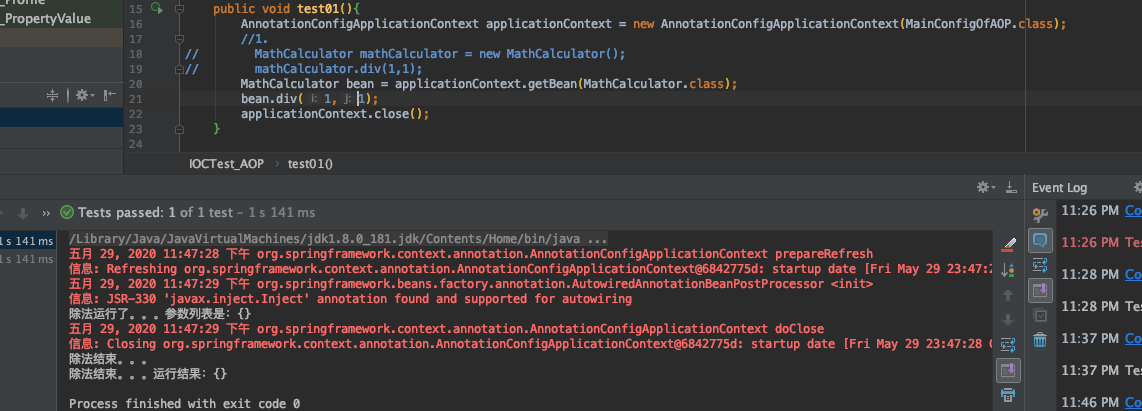 _Profile
_PropertyValue
15 public void test01(){
16 AnnotationConfigApplicationContext applicationContext = new AnnotationConfigApplicationContext(MainConfigOfAOP.class);
17 //1.
18 // MathCalculator mathCalculator = new MathCalculator();
19 // mathCalculator.div(1,1);
20 MathCalculator bean = applicationContext.getBean(MathCalculator.class);
21 bean.div( i: 1, j: 1);
22 applicationContext.close();
23 }
24
IOCTest_AOP › test01()
» Tests passed: 1 of 1 test – 1 s 141 ms
1 s 141 ms
1 s 141 ms
/Library/Java/JavaVirtualMachines/jdk1.8.0_181.jdk/Contents/Home/bin/java ...
五月 29, 2020 11:47:28 下午 org.springframework.context.annotation.AnnotationConfigApplicationContext prepareRefresh
信息: Refreshing org.springframework.context.annotation.AnnotationConfigApplicationContext@6842775d: startup date [Fri May 29 23:47:2
五月 29, 2020 11:47:29 下午 org.springframework.beans.factory.annotation.AutowiredAnnotationBeanPostProcessor <init>
信息: JSR-330 'javax.inject.Inject' annotation found and supported for autowiring
除法运行了。。。参数列表是：{}
五月 29, 2020 11:47:29 下午 org.springframework.context.annotation.AnnotationConfigApplicationContext doClose
信息: Closing org.springframework.context.annotation.AnnotationConfigApplicationContext@6842775d: startup date [Fri May 29 23:47:28 C
除法结束。。。
除法结束。。。运行结果：{}
Process finished with exit code 0
Event Log
11:26 PM Co
11:26 PM Te
11:28 PM Co
11:28 PM Te
11:37 PM Co
11:37 PM Te
11:46 PM Co